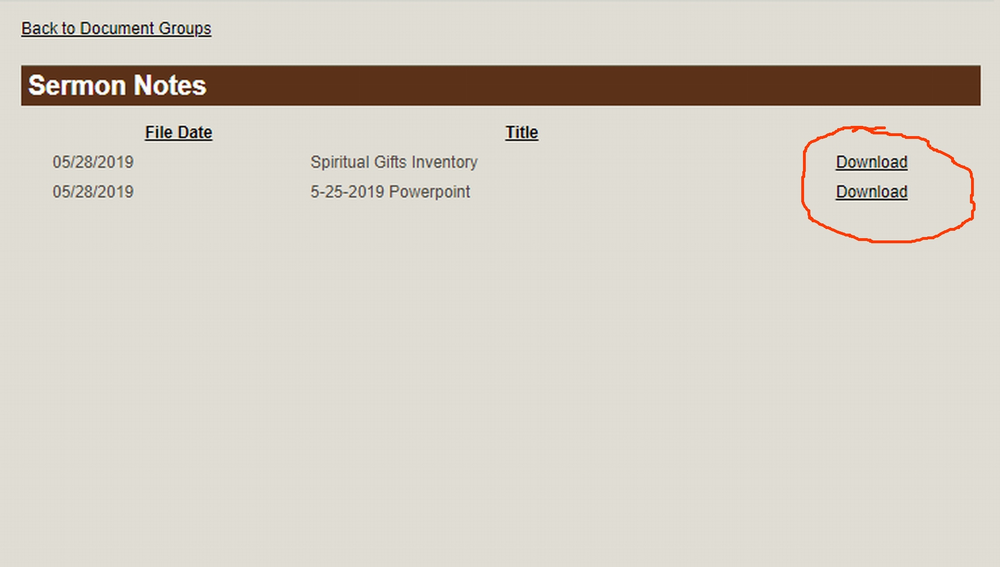 Back to Document Groups
Sermon Notes
File Date Title
05/28/2019 Spiritual Gifts Inventory Download
05/28/2019 5-25-2019 Powerpoint Download